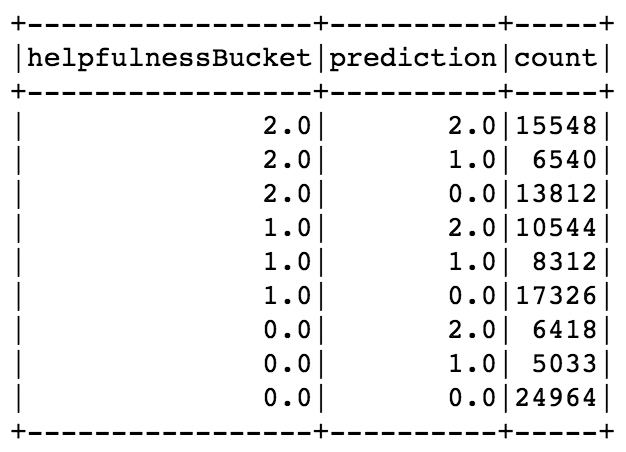 +-----------------+----------+-----+
|helpfulnessBucket|prediction|count|
+-----------------+----------+-----+
|              2.0|       2.0|15548|
|              2.0|       1.0| 6540|
|              2.0|       0.0|13812|
|              1.0|       2.0|10544|
|              1.0|       1.0| 8312|
|              1.0|       0.0|17326|
|              0.0|       2.0| 6418|
|              0.0|       1.0| 5033|
|              0.0|       0.0|24964|
+-----------------+----------+-----+